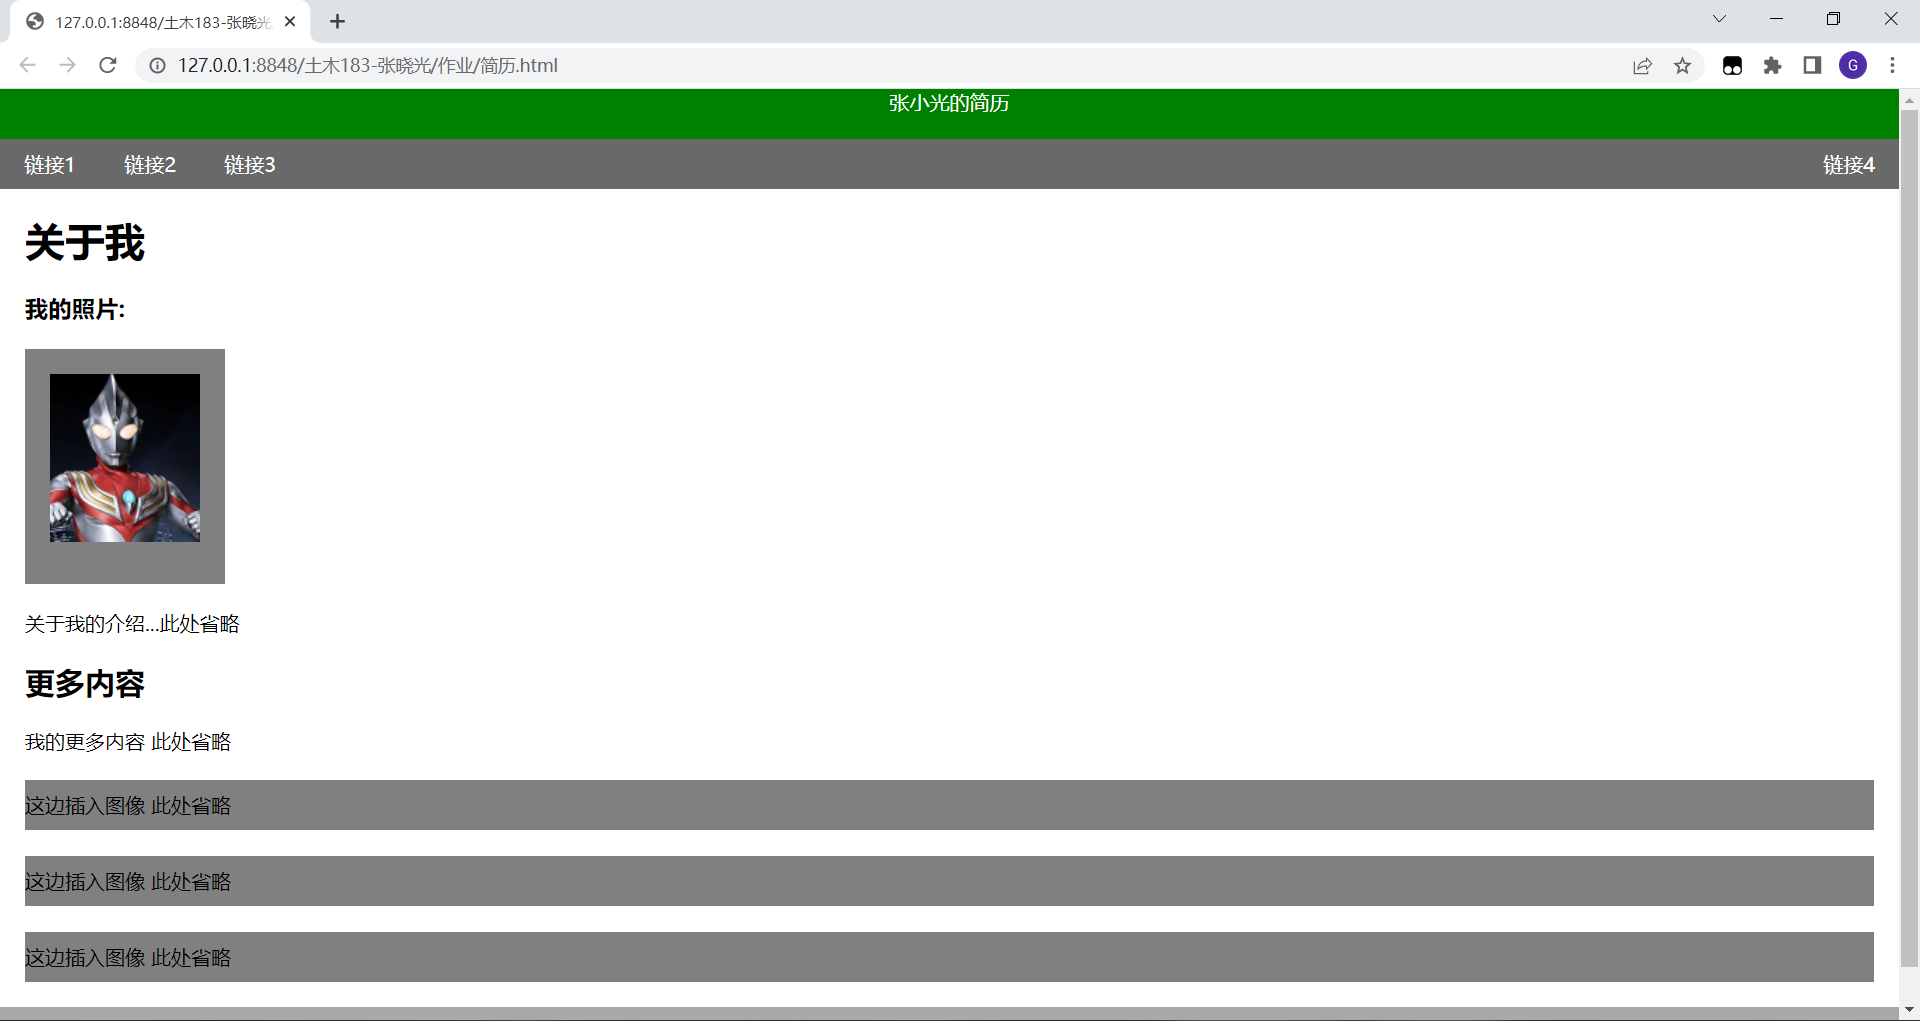 127.0.0.1:8848/土木183-张晓光
127.0.0.1:8848/土木183-张晓光/作业/简历.html
G
张小光的简历
链接1 链接2 链接3 链接4
关于我
我的照片:
关于我的介绍...此处省略
更多内容
我的更多内容 此处省略
这边插入图像 此处省略
这边插入图像 此处省略
这边插入图像 此处省略